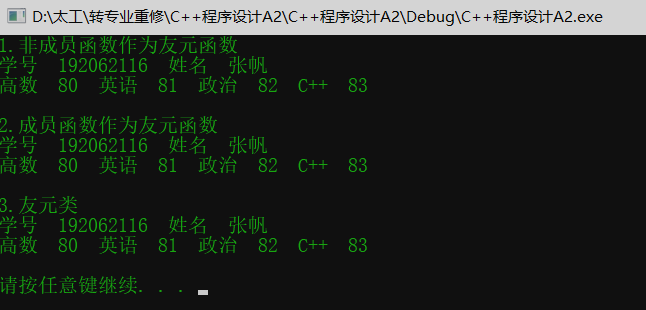 D:\太工\转专业重修\C++程序设计A2\C++程序设计A2\Debug\C++程序设计A2.exe
1.非成员函数作为友元函数
学号  192062116  姓名  张帆
高数  80  英语  81  政治  82  C++  83
2.成员函数作为友元函数
学号  192062116  姓名  张帆
高数  80  英语  81  政治  82  C++  83
3.友元类
学号  192062116  姓名  张帆
高数  80  英语  81  政治  82  C++  83
请按任意键继续. . .